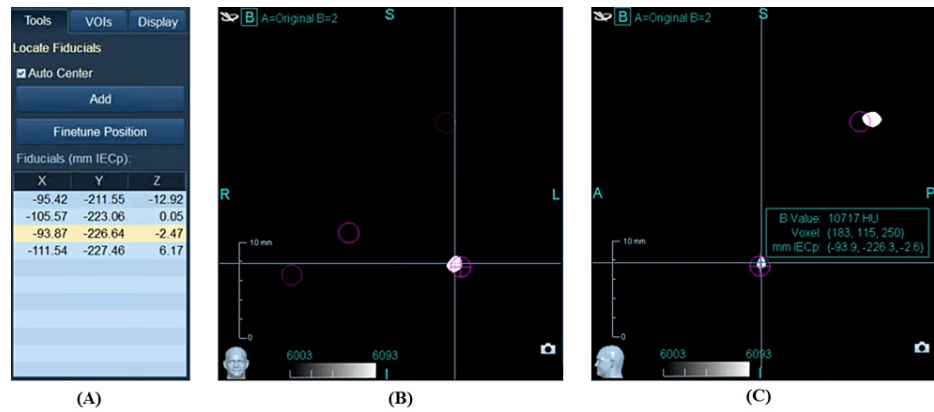 Tools VOIs Display
Locate Fiducials
Auto Center
Add
Finetune Position
Fiducials (mm IECp):
X Y Z
-95.42 -211.55 -12.92
-105.57 -223.06 0.05
-93.87 -226.64 -2.47
-111.54 -227.46 6.17
(A)
B A=Original B=2
S
R
L
10 mm
0
6003 6093
I
(B)
B A=Original B=2
S
A
P
B Value: 10717 HU
Voxel: (183, 115, 250)
mm IECp: (-93.9, -226.3, -2.6)
10 mm
0
6003 6093
I
(C)